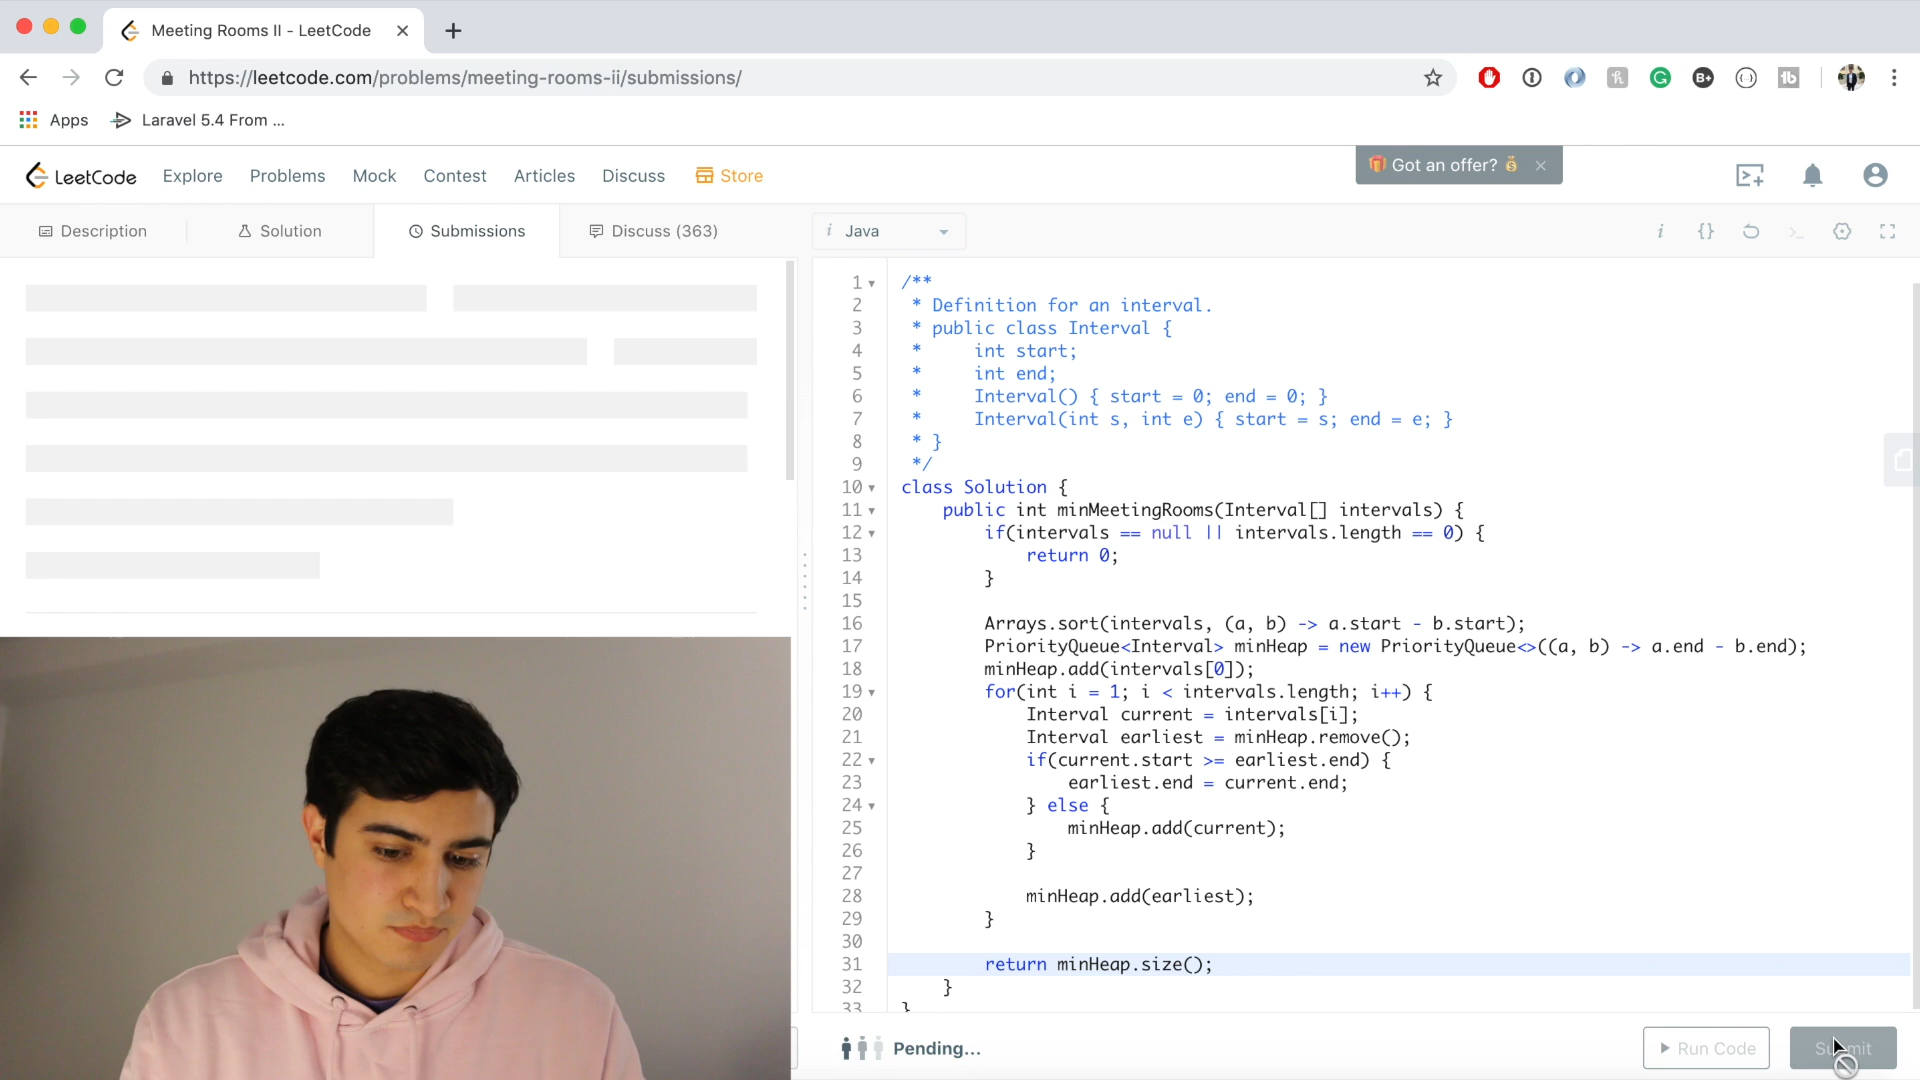 Meeting Rooms II - LeetCode
https://leetcode.com/problems/meeting-rooms-ii/submissions/
Apps
Laravel 5.4 From ...
LeetCode Explore Problems Mock Contest Articles Discuss Store
Got an offer?
Description Solution Submissions Discuss (363)
i Java
1 /**
2 * Definition for an interval.
3 * public class Interval {
4 * int start;
5 * int end;
6 * Interval() { start = 0; end = 0; }
7 * Interval(int s, int e) { start = s; end = e; }
8 * }
9 */
10 class Solution {
11 public int minMeetingRooms(Interval[] intervals) {
12 if(intervals == null || intervals.length == 0) {
13 return 0;
14 }
15
16 Arrays.sort(intervals, (a, b) -> a.start - b.start);
17 PriorityQueue<Interval> minHeap = new PriorityQueue<>((a, b) -> a.end - b.end);
18 minHeap.add(intervals[0]);
19 for(int i = 1; i < intervals.length; i++) {
20 Interval current = intervals[i];
21 Interval earliest = minHeap.remove();
22 if(current.start >= earliest.end) {
23 earliest.end = current.end;
24 } else {
25 minHeap.add(current);
26 }
27
28 minHeap.add(earliest);
29 }
30
31 return minHeap.size();
32 }
33 }
Pending...
Run Code
Submit